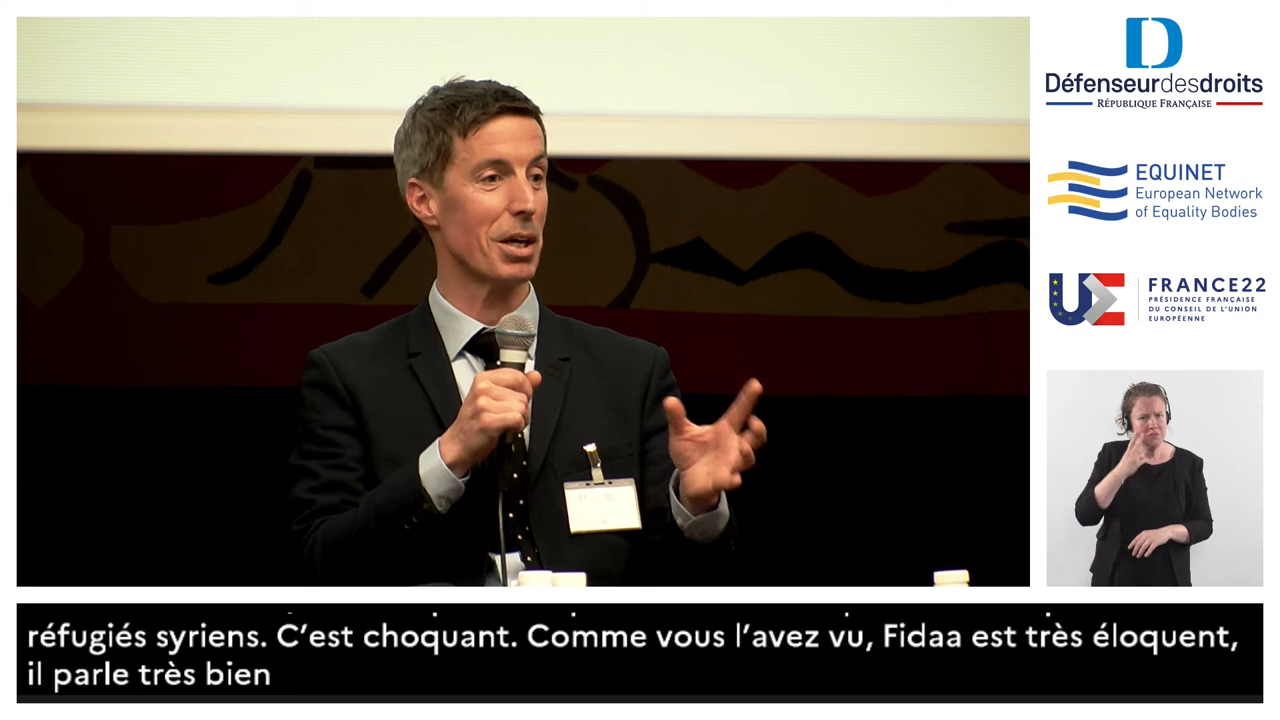 Défenseurdesdroits
RÉPUBLIQUE FRANÇAISE
EQUINET
European Network
of Equality Bodies
UE
FRANCE22
PRÉSIDENCE FRANÇAISE
DU CONSEIL DE L'UNION
EUROPÉENNE
réfugiés syriens. C'est choquant. Comme vous l'avez vu, Fidaa est très éloquent,
il parle très bien